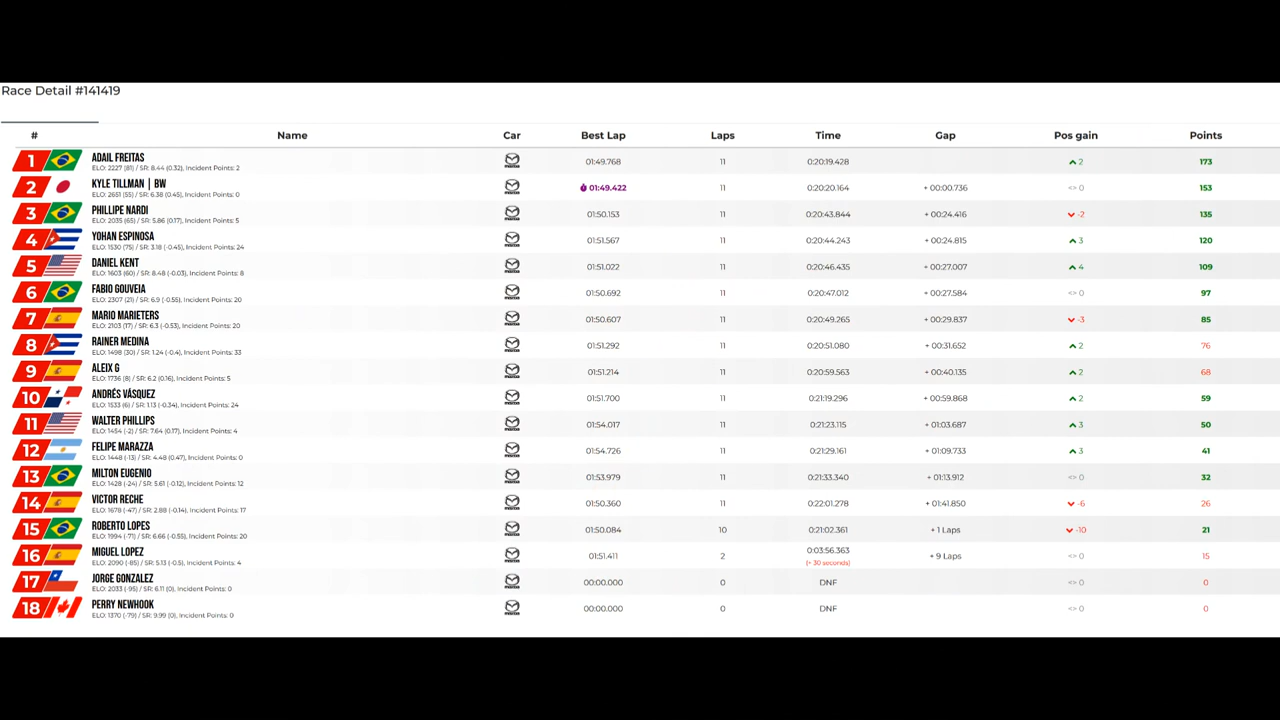 Race Detail #141419
# Name Car Best Lap Laps Time Gap Pos gain Points
1 ADAIL FREITAS 01:49.768 11 0:20:19.428 2 173
ELO: 2227 (81) / SR: 8.44 (0.32), Incident Points: 2
2 KYLE TILLMAN | BW 01:49.422 11 0:20:20.164 + 00:00.736 <=> 0 153
ELO: 2651 (55) / SR: 6.38 (0.45), Incident Points: 0
3 PHILLIPE NARDI 01:50.153 11 0:20:43.844 + 00:24.416 -2 135
ELO: 2035 (65) / SR: 5.86 (0.17), Incident Points: 5
4 YOHAN ESPINOSA 01:51.567 11 0:20:44.243 + 00:24.815 3 120
ELO: 1530 (75) / SR: 3.18 (-0.45), Incident Points: 24
5 DANIEL KENT 01:51.022 11 0:20:46.435 + 00:27.007 4 109
ELO: 1603 (60) / SR: 8.48 (-0.03), Incident Points: 8
6 FABIO GOUVEIA 01:50.692 11 0:20:47.012 + 00:27.584 <=> 0 97
ELO: 2307 (21) / SR: 6.9 (-0.55), Incident Points: 20
7 MARIO MARIETERS 01:50.607 11 0:20:49.265 + 00:29.837 -3 85
ELO: 2103 (17) / SR: 6.3 (-0.53), Incident Points: 20
8 RAINER MEDINA 01:51.292 11 0:20:51.080 + 00:31.652 2 76
ELO: 1498 (30) / SR: 1.24 (-0.4), Incident Points: 33
9 ALEIX G 01:51.214 11 0:20:59.563 + 00:40.135 2 68
ELO: 1736 (8) / SR: 6.2 (0.16), Incident Points: 5
10 ANDRÉS VÁSQUEZ 01:51.700 11 0:21:19.296 + 00:59.868 2 59
ELO: 1533 (6) / SR: 1.13 (-0.34), Incident Points: 24
11 WALTER PHILLIPS 01:54.017 11 0:21:23.115 + 01:03.687 3 50
ELO: 1454 (-2) / SR: 7.64 (0.17), Incident Points: 4
12 FELIPE MARAZZA 01:54.726 11 0:21:29.161 + 01:09.733 3 41
ELO: 1448 (-13) / SR: 4.48 (0.47), Incident Points: 0
13 MILTON EUGENIO 01:53.979 11 0:21:33.340 + 01:13.912 <=> 0 32
ELO: 1428 (-24) / SR: 5.61 (-0.12), Incident Points: 12
14 VICTOR RECHE 01:50.360 11 0:22:01.278 + 01:41.850 -6 26
ELO: 1678 (-47) / SR: 2.88 (-0.14), Incident Points: 17
15 ROBERTO LOPES 01:50.084 10 0:21:02.361 + 1 Laps -10 21
ELO: 1994 (-71) / SR: 6.66 (-0.55), Incident Points: 20
16 MIGUEL LOPEZ 01:51.411 2 0:03:56.363 + 9 Laps <=> 0 15
ELO: 2090 (-85) / SR: 5.13 (-0.5), Incident Points: 4 (+ 30 seconds)
17 JORGE GONZALEZ 00:00.000 0 DNF <=> 0 0
ELO: 2033 (-95) / SR: 6.11 (0), Incident Points: 0
18 PERRY NEWHOOK 00:00.000 0 DNF <=> 0 0
ELO: 1370 (-79) / SR: 9.99 (0), Incident Points: 0